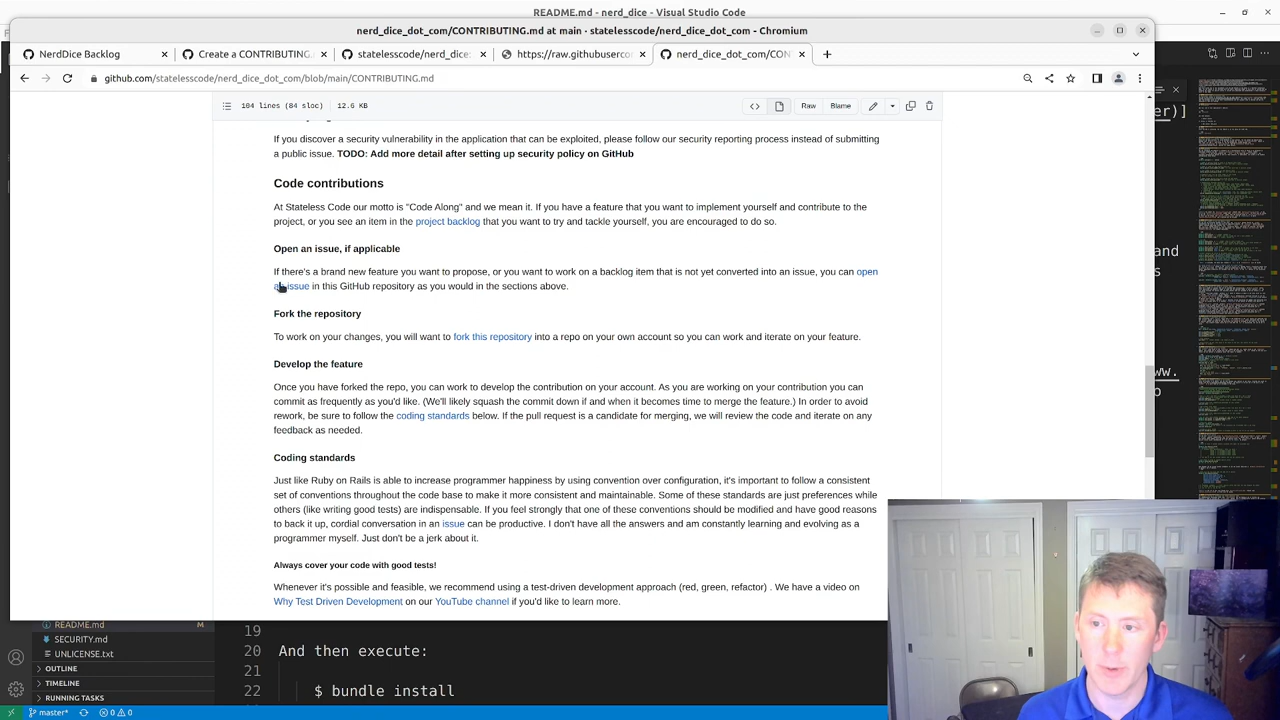 README.md - nerd_dice - Visual Studio Code
nerd_dice_dot_com/CONTRIBUTING.md at main · statelesscode/nerd_dice_dot_com - Chromium
NerdDice Backlog
Create a CONTRIBUTING.
statelesscode/nerd_dice:
https://raw.githubuserco
nerd_dice_dot_com/CON
github.com/statelesscode/nerd_dice_dot_com/blob/main/CONTRIBUTING.md
104 lines (84 sloc) 12.6 KB
Raw Blame
er)]
If you discover a security vulnerability in the application that can be exploited, please follow our security reporting process instead of submitting
a public issue. TODO: Add more detail after setting up security policy on GitHub
Code contributions
At Stateless Code our motto is "Code Along" and want you to. If you have a feature that you want to implement yourself and contribute to the
project, or you see an item in the project backlog that you want to try and tackle yourself, you are encouraged to do so.
Open an issue, if applicable
If there's a brand new feature you want to propose, or you want to work on a backlog item that is not yet converted into an issue, you can open
an issue in this GitHub repository as you would in the sections above.
Fork the repository
To work on your changes, you will want to fork this repository into a repo on your own account so you can work and iterate on your feature.
Develop the feature
Once you have forked the repo, you can work to develop the contribution on your account. As you are working on your contribution you can
commit as frequently as you'd like. (We'll likely squash the commit down if and when it becomes time to merge the feature.) In order to avoid
rework, be sure to follow the coding standards below. If the pull request is a candidate for merging, we will review the code and iterate on any
feedback as needed.
Coding standards
Just like Ruby on Rails is able to increase programmer happiness by using convention over configuration, it's important to follow a consistent
set of conventions throughout the code base to make it consistent and maintainable. Some of these standards are just preferences while
others (like writing good tests) are indispensable. If you feel that one of these conventions should be modified and have good reasons
to back it up, cordial conversation in an issue can be productive. I don't have all the answers and am constantly learning and evolving as a
programmer myself. Just don't be a jerk about it.
Always cover your code with good tests!
Whenever it's possible and feasible, we recommend using a test-driven development approach (red, green, refactor) . We have a video on
Why Test Driven Development on our YouTube channel if you'd like to learn more.
and
s
ww.
p
README.md M
SECURITY.md
UNLICENSE.txt
OUTLINE
TIMELINE
RUNNING TASKS
19
20 And then execute:
21
22 $ bundle install
master* 0 0